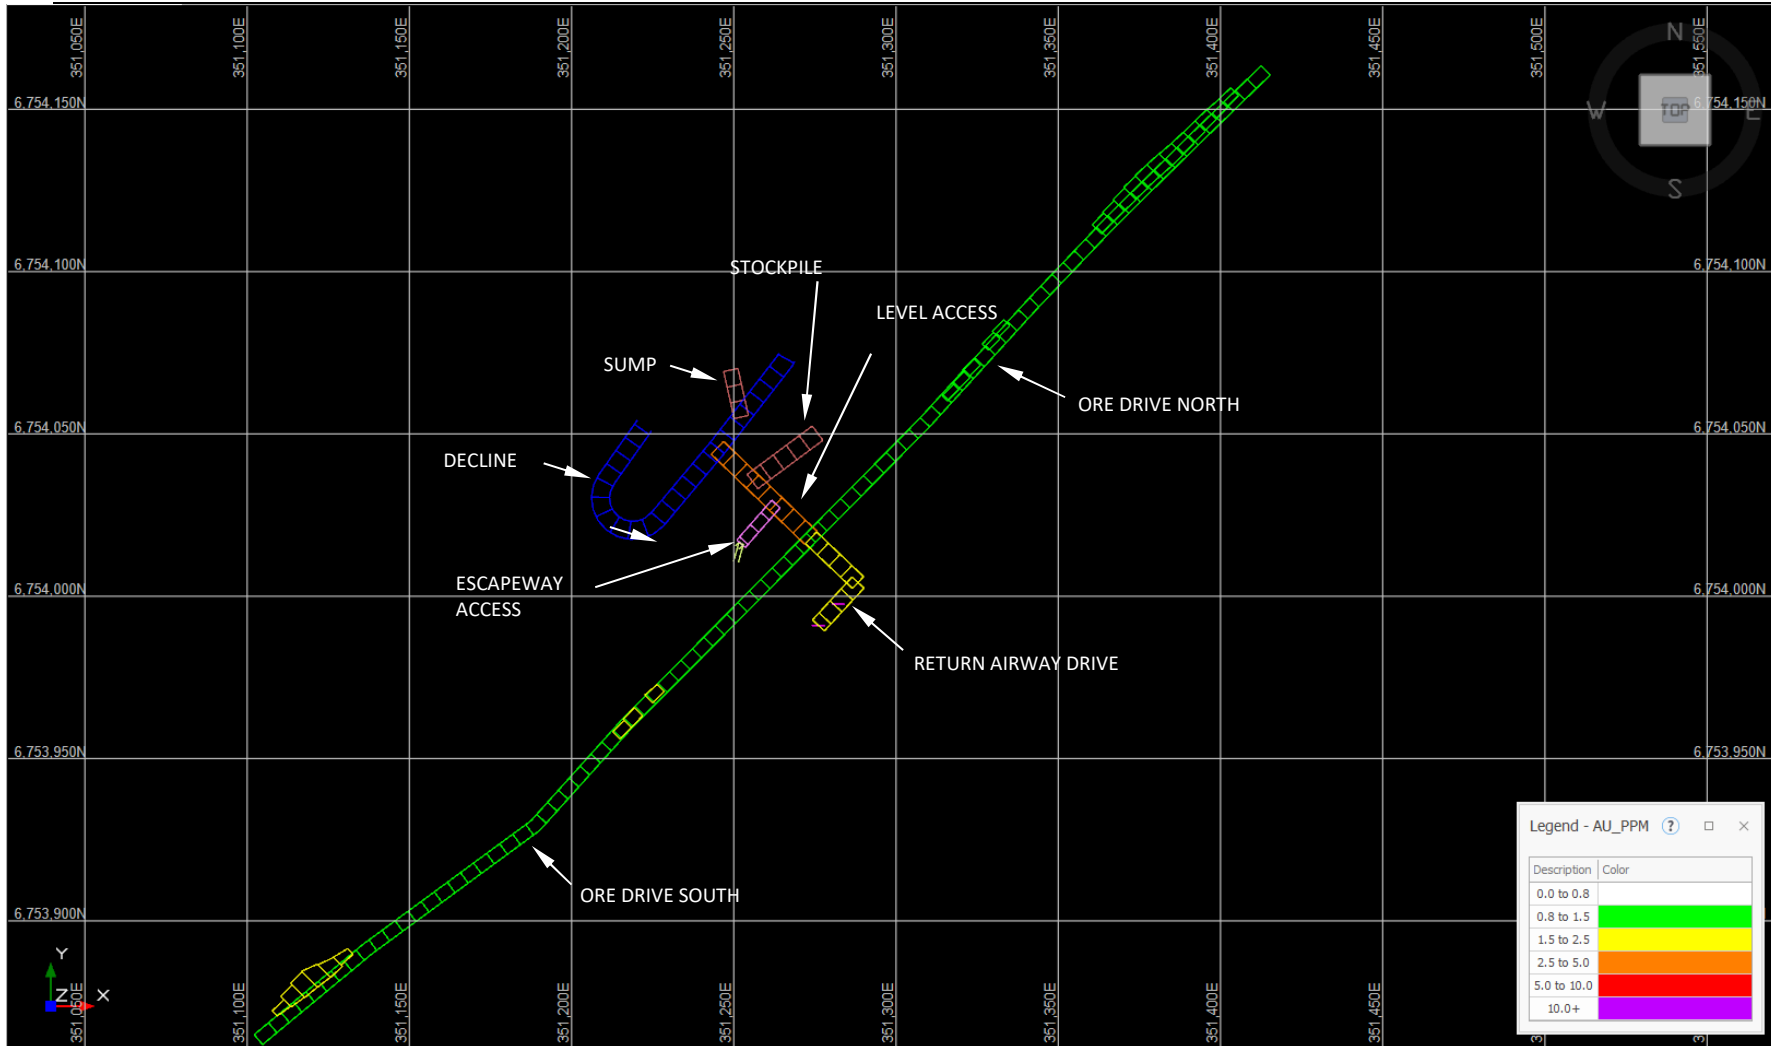 351,050E
351,100E
351,150E
351,200E
351,250E
351,300E
351,350E
351,400E
351,450E
351,500E
351,550E
N
W
TOP
E
S
6,754,150N
6,754,150N
6,754,100N
6,754,100N
STOCKPILE
LEVEL ACCESS
SUMP
ORE DRIVE NORTH
6,754,050N
6,754,050N
DECLINE
ESCAPEWAY
ACCESS
6,754,000N
6,754,000N
RETURN AIRWAY DRIVE
6,753,950N
6,753,950N
ORE DRIVE SOUTH
6,753,900N
Legend - AU_PPM ?
Description Color
0.0 to 0.8
0.8 to 1.5
1.5 to 2.5
2.5 to 5.0
5.0 to 10.0
10.0+
Y
Z
X
351,050E
351,100E
351,150E
351,200E
351,250E
351,300E
351,350E
351,400E
351,450E